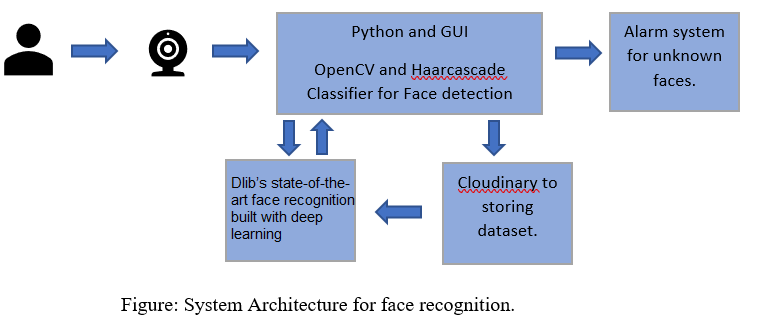 Python and GUI
OpenCV and Haarcascade
Classifier for Face detection
Alarm system
for unknown
faces.
Dlib's state-of-the-
art face recognition
built with deep
learning
Cloudinary to
storing
dataset.
Figure: System Architecture for face recognition.